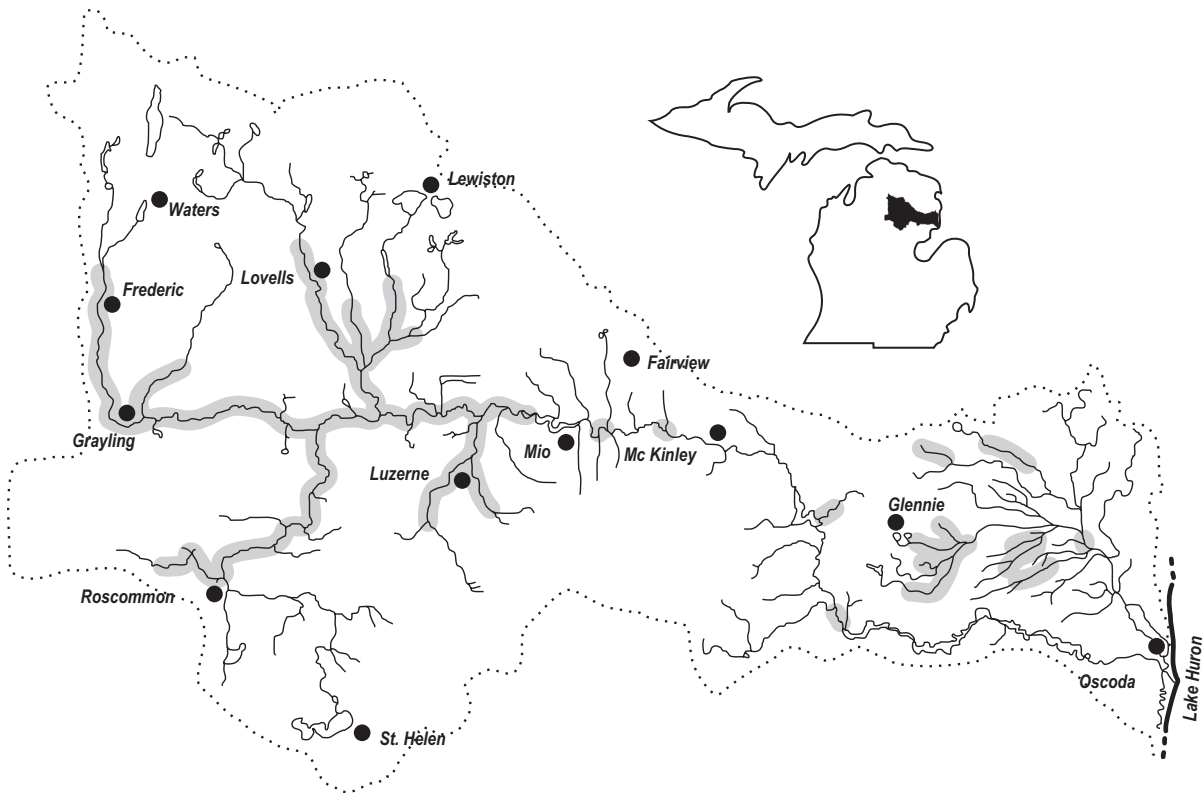 Lewiston
Waters
Lovells
Frederic
Fairview
Grayling
Mio
Mc Kinley
Luzerne
Glennie
Roscommon
Oscoda
Lake Huron
St. Helen